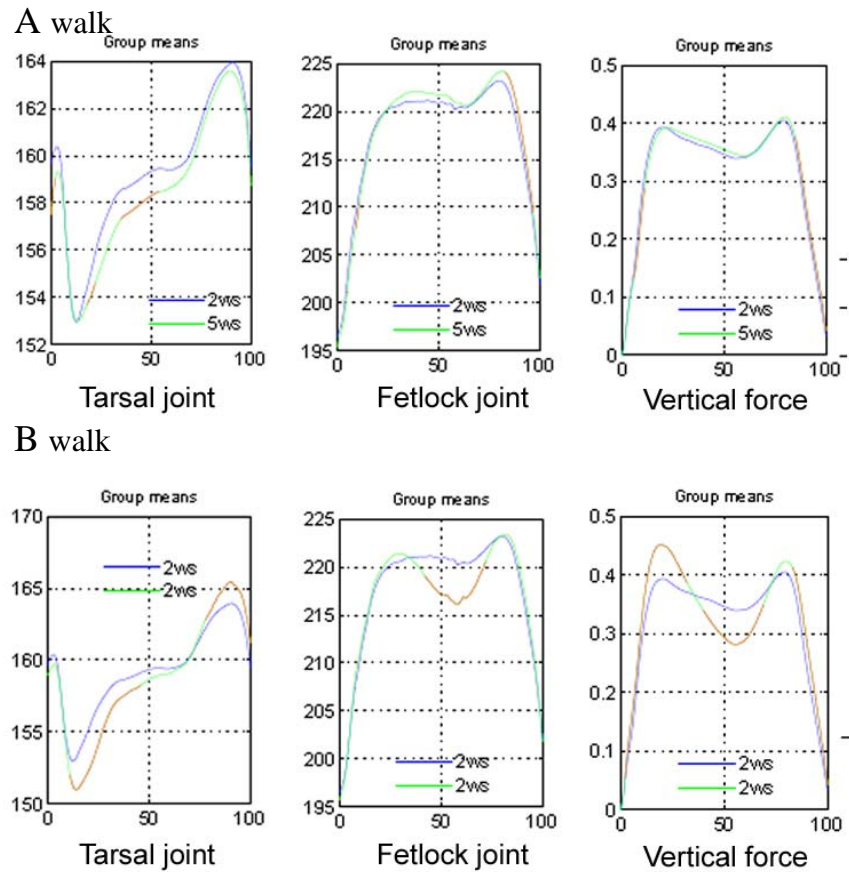 A walk
Group means
Group means
Group means
164
162
160
158
156
154
152
0
50
100
2ws
5ws
Tarsal joint
225
220
215
210
205
200
195
0
50
100
2ws
5ws
Fetlock joint
0.5
0.4
0.3
0.2
0.1
0
0
50
100
2ws
5ws
Vertical force
B walk
Group means
Group means
Group means
170
165
160
155
150
0
50
100
2ws
2ws
Tarsal joint
225
220
215
210
205
200
195
0
50
100
2ws
2ws
Fetlock joint
0.5
0.4
0.3
0.2
0.1
0
0
50
100
2ws
2ws
Vertical force